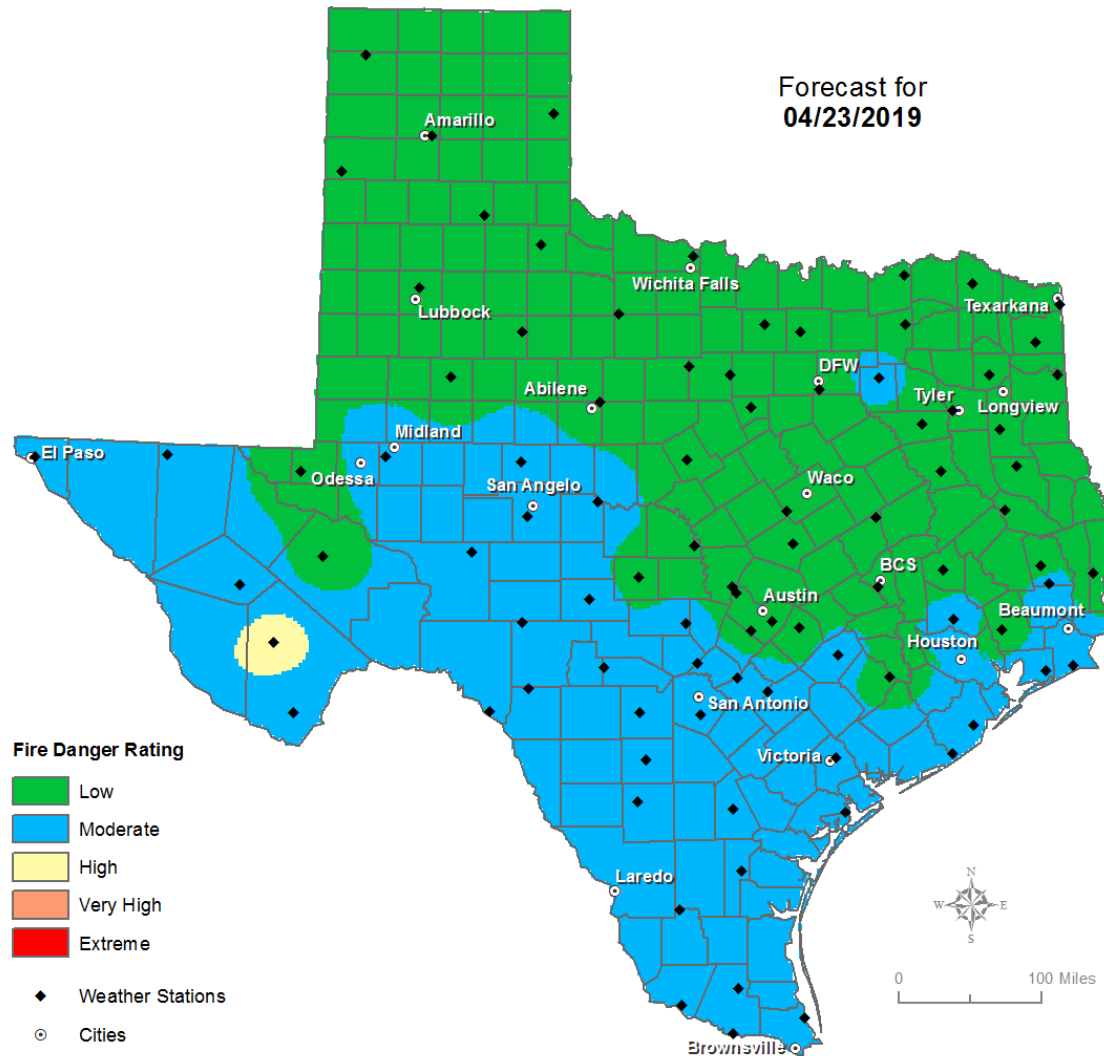 Forecast for
04/23/2019
Amarillo
Wichita Falls
Lubbock
Texarkana
DFW
Abilene
Tyler
Longview
Midland
El Paso
Odessa
San Angelo
Waco
BCS
Austin
Beaumont
Houston
San Antonio
Victoria
Laredo
Brownsville
Fire Danger Rating
Low
Moderate
High
Very High
Extreme
Weather Stations
Cities
N
W E
S
0 100 Miles